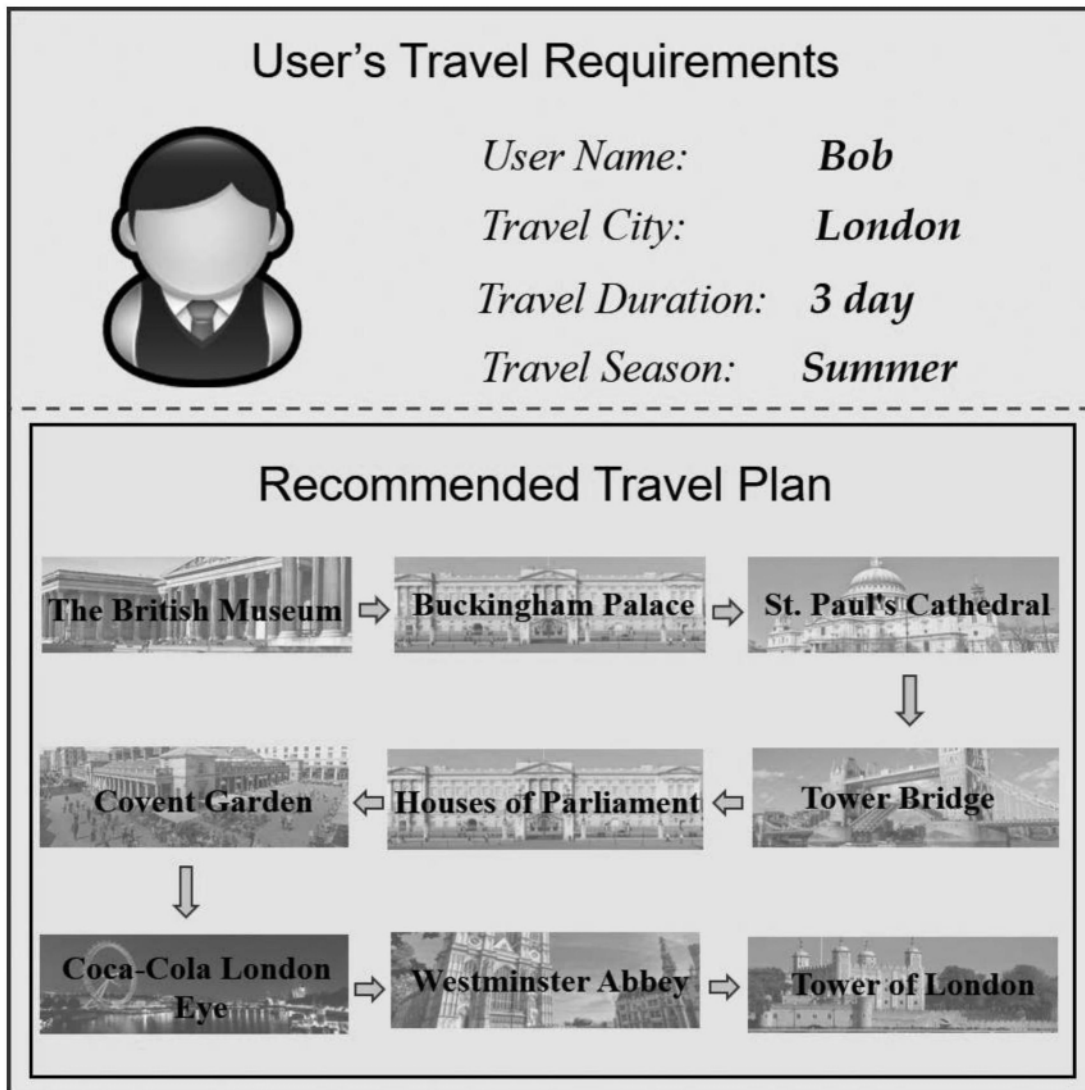 User's Travel Requirements
User Name: Bob
Travel City: London
Travel Duration: 3 day
Travel Season: Summer
Recommended Travel Plan
The British Museum
Buckingham Palace
St. Paul's Cathedral
Tower Bridge
Houses of Parliament
Covent Garden
Coca-Cola London
Eye
Westminster Abbey
Tower of London